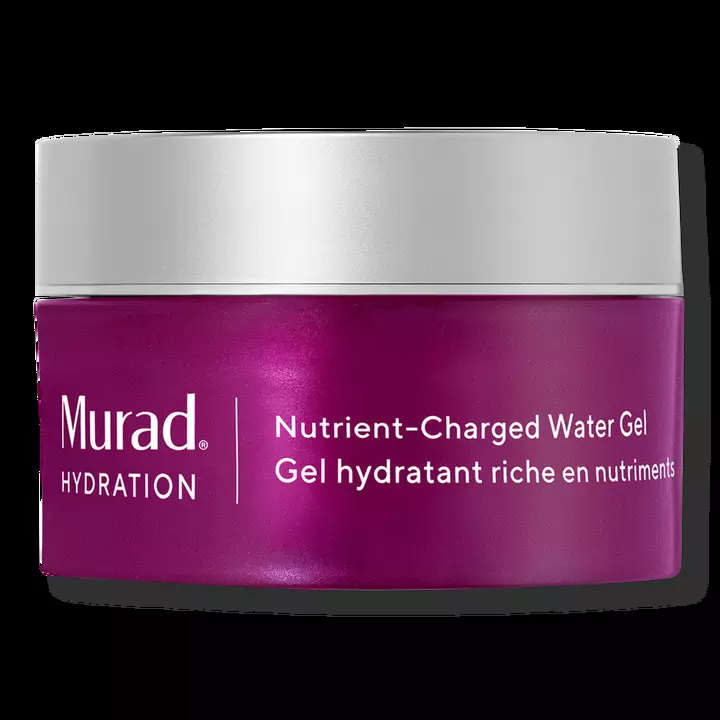 Murad®
HYDRATION
Nutrient-Charged Water Gel
Gel hydratant riche en nutriments